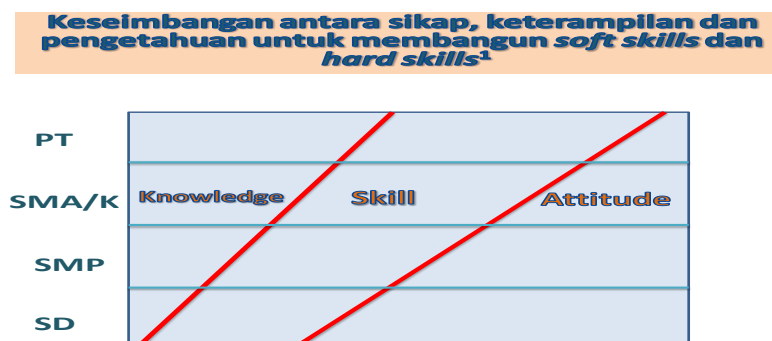 Keseimbangan antara sikap, keterampilan dan
pengetahuan untuk membangun soft skills dan
hard skills¹
PT
SMA/K Knowledge Skill Attitude
SMP
SD